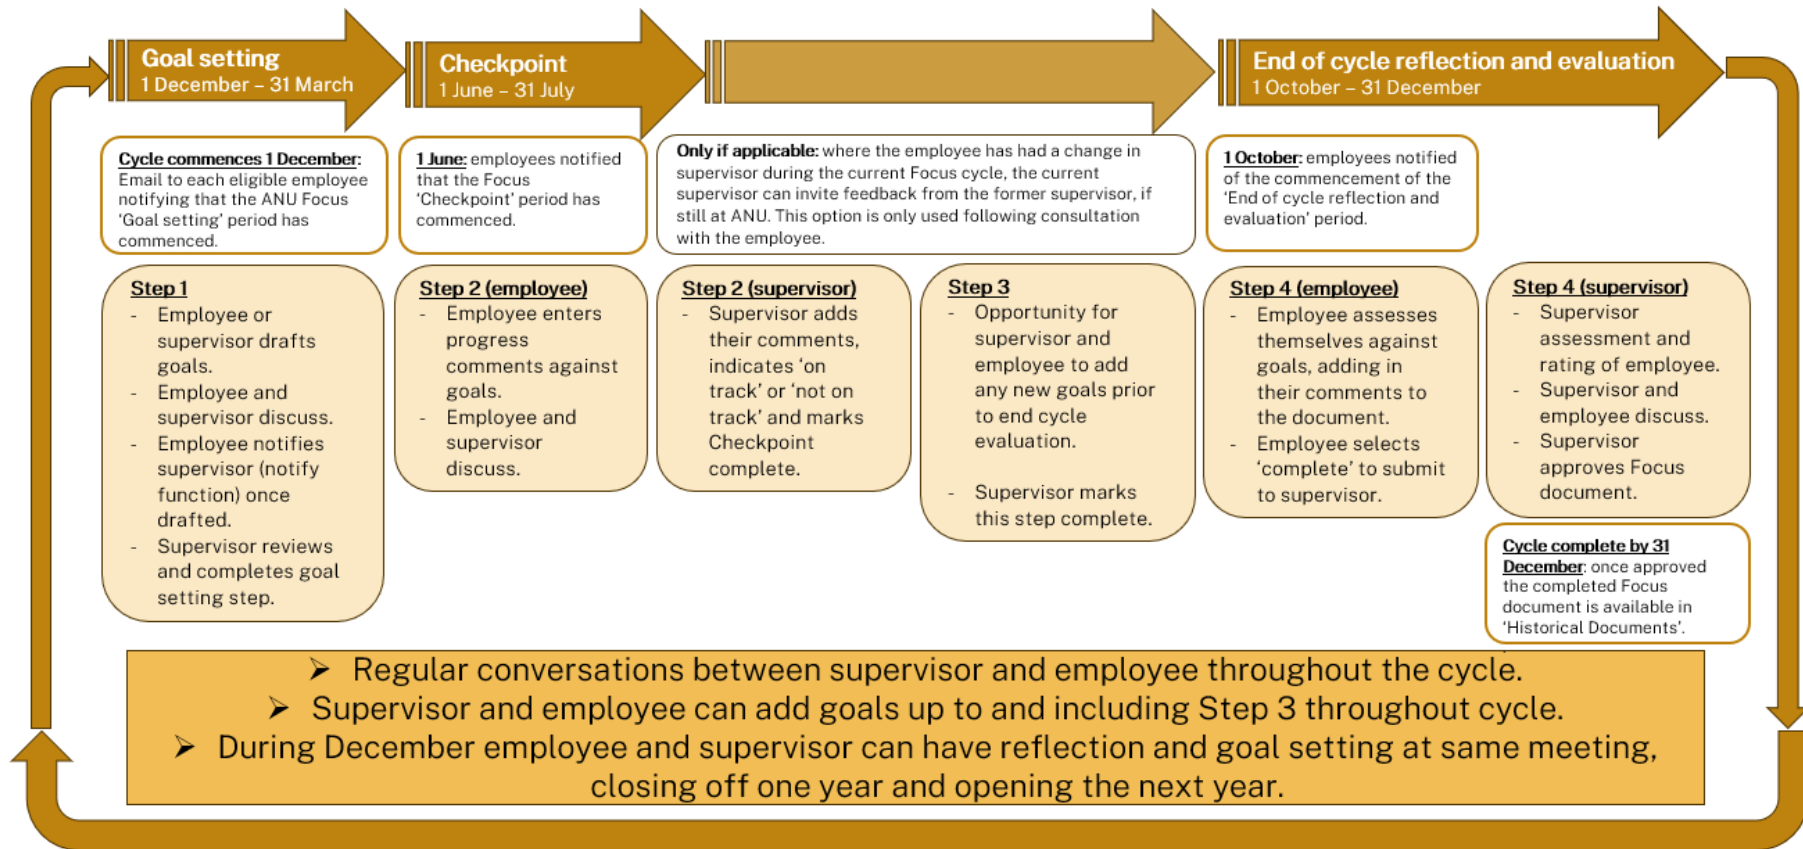 Goal setting
1 December – 31 March
Checkpoint
1 June – 31 July
End of cycle reflection and evaluation
1 October – 31 December
Cycle commences 1 December:
Email to each eligible employee
notifying that the ANU Focus
‘Goal setting’ period has
commenced.
1 June: employees notified
that the Focus
‘Checkpoint’ period has
commenced.
Only if applicable: where the employee has had a change in
supervisor during the current Focus cycle, the current
supervisor can invite feedback from the former supervisor, if
still at ANU. This option is only used following consultation
with the employee.
1 October: employees notified
of the commencement of the
‘End of cycle reflection and
evaluation’ period.
Step 1
- Employee or
supervisor drafts
goals.
- Employee and
supervisor discuss.
- Employee notifies
supervisor (notify
function) once
drafted.
- Supervisor reviews
and completes goal
setting step.
Step 2 (employee)
- Employee enters
progress
comments against
goals.
- Employee and
supervisor
discuss.
Step 2 (supervisor)
- Supervisor adds
their comments,
indicates ‘on
track’ or ‘not on
track’ and marks
Checkpoint
complete.
Step 3
- Opportunity for
supervisor and
employee to add
any new goals prior
to end cycle
evaluation.
- Supervisor marks
this step complete.
Step 4 (employee)
- Employee assesses
themselves against
goals, adding in
their comments to
the document.
- Employee selects
‘complete’ to submit
to supervisor.
Step 4 (supervisor)
- Supervisor
assessment and
rating of employee.
- Supervisor and
employee discuss.
- Supervisor
approves Focus
document.
Cycle complete by 31
December: once approved
the completed Focus
document is available in
‘Historical Documents’.
➢ Regular conversations between supervisor and employee throughout the cycle.
➢ Supervisor and employee can add goals up to and including Step 3 throughout cycle.
➢ During December employee and supervisor can have reflection and goal setting at same meeting,
closing off one year and opening the next year.